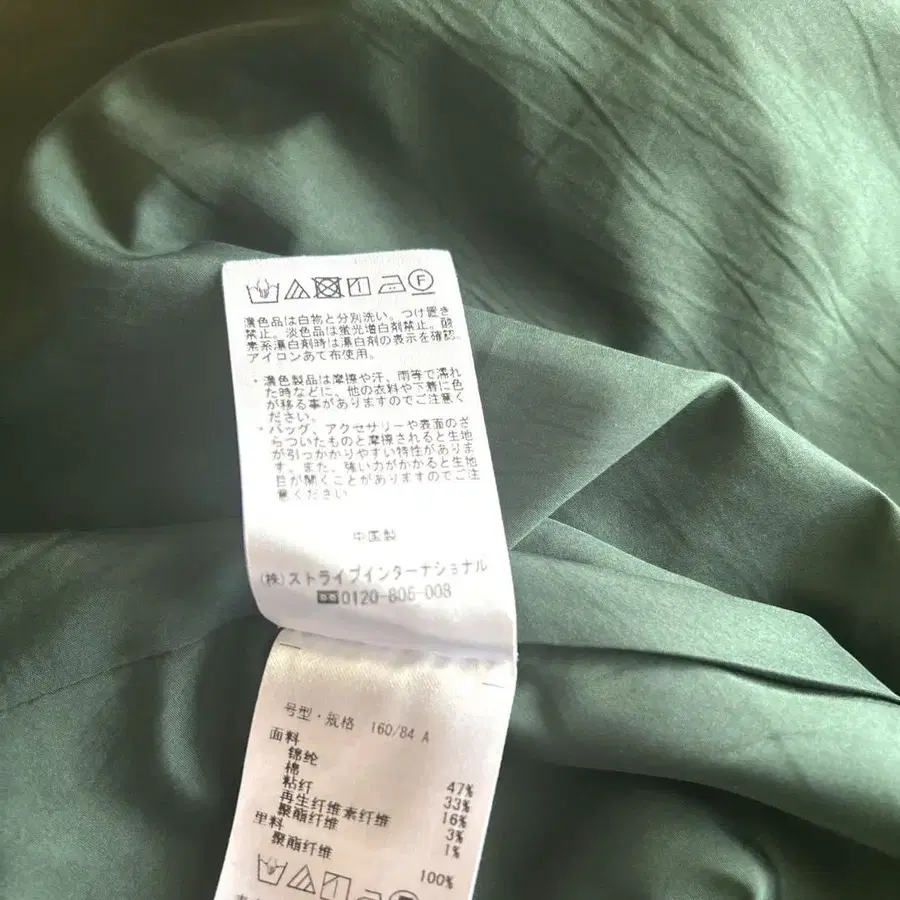 F
濃色品は白物と分別洗い。つけ置き
禁止。淡色品は蛍光増白剤禁止。酸
素系漂白剤時は漂白剤の表示を確認。
アイロンあて布使用。
・濃色製品は摩擦や汗、雨等で濡れ
た時などに、他の衣料や下着に色
が移る事がありますのでご注意く
ださい。
・バッグ、アクセサリーや表面のざ
らついたものと摩擦されると生地
が引っかかりやすい特性がありま
す。また、強い力がかかると生地
目が開くことがありますのでご注
意ください
中国製
(株)ストライプインターナショナル
0120-805-008
号型・规格 160/84 A
面料
锦纶 47%
棉 33%
粘纤 16%
再生纤维素纤维 3%
聚酯纤维 1%
里料
聚酯纤维 100%